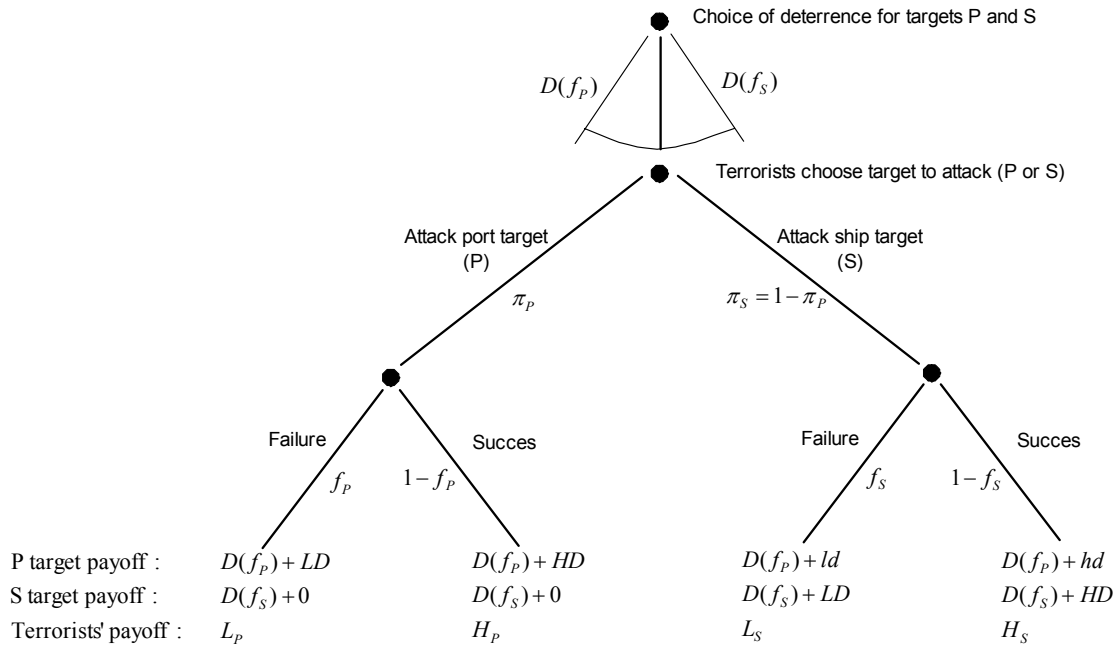 Choice of deterrence for targets P and S
D(f_P) D(f_S)
Terrorists choose target to attack (P or S)
Attack port target
(P)
Attack ship target
(S)
π_P
π_S = 1 − π_P
Failure Succes Failure Succes
f_P 1 − f_P f_S 1 − f_S
P target payoff : D(f_P) + LD D(f_P) + HD D(f_P) + ld D(f_P) + hd
S target payoff : D(f_S) + 0 D(f_S) + 0 D(f_S) + LD D(f_S) + HD
Terrorists' payoff : L_P H_P L_S H_S